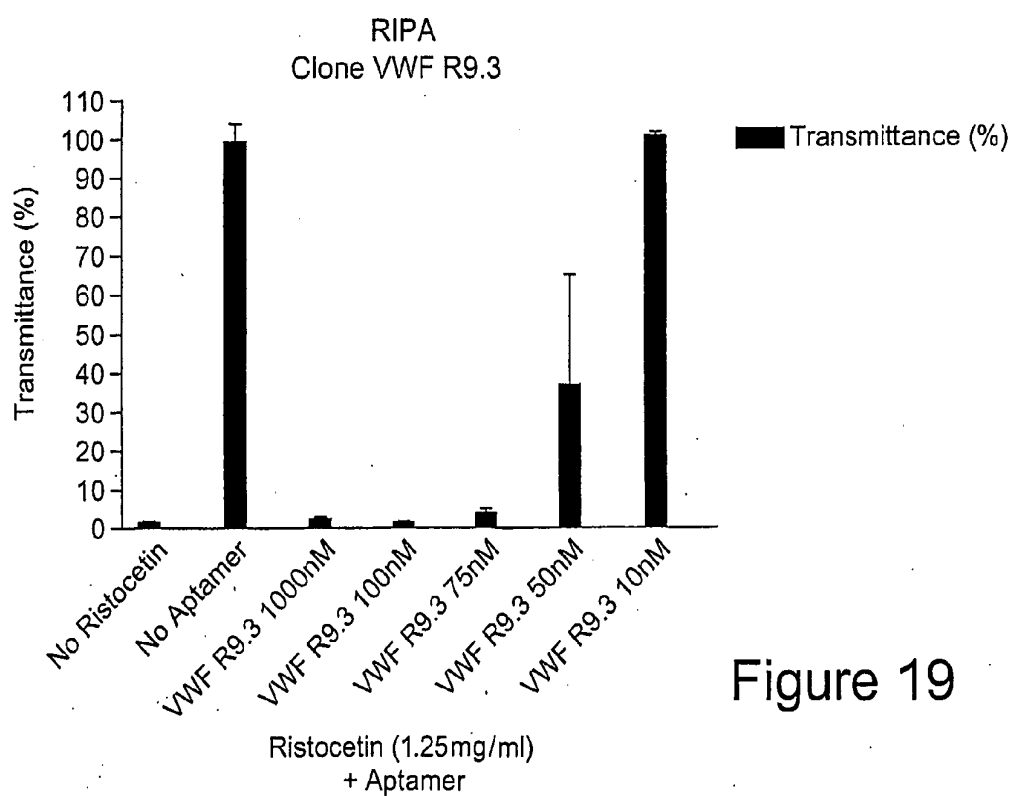 RIPA
Clone VWF R9.3
110
100
90
80
70
60
50
40
30
20
10
0
Transmittance (%)
Transmittance (%)
No Ristocetin
No Aptamer
VWF R9.3 1000nM
VWF R9.3 100nM
VWF R9.3 75nM
VWF R9.3 50nM
VWF R9.3 10nM
Ristocetin (1.25mg/ml)
+ Aptamer
Figure 19